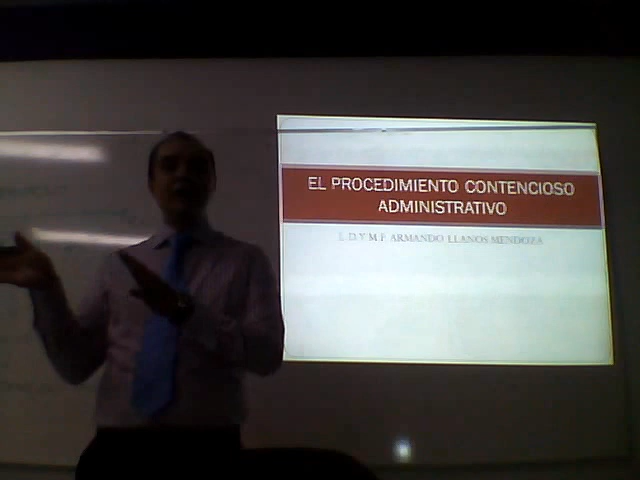 EL PROCEDIMIENTO CONTENCIOSO
ADMINISTRATIVO
L.D.Y M.F. ARMANDO LLANOS MENDOZA